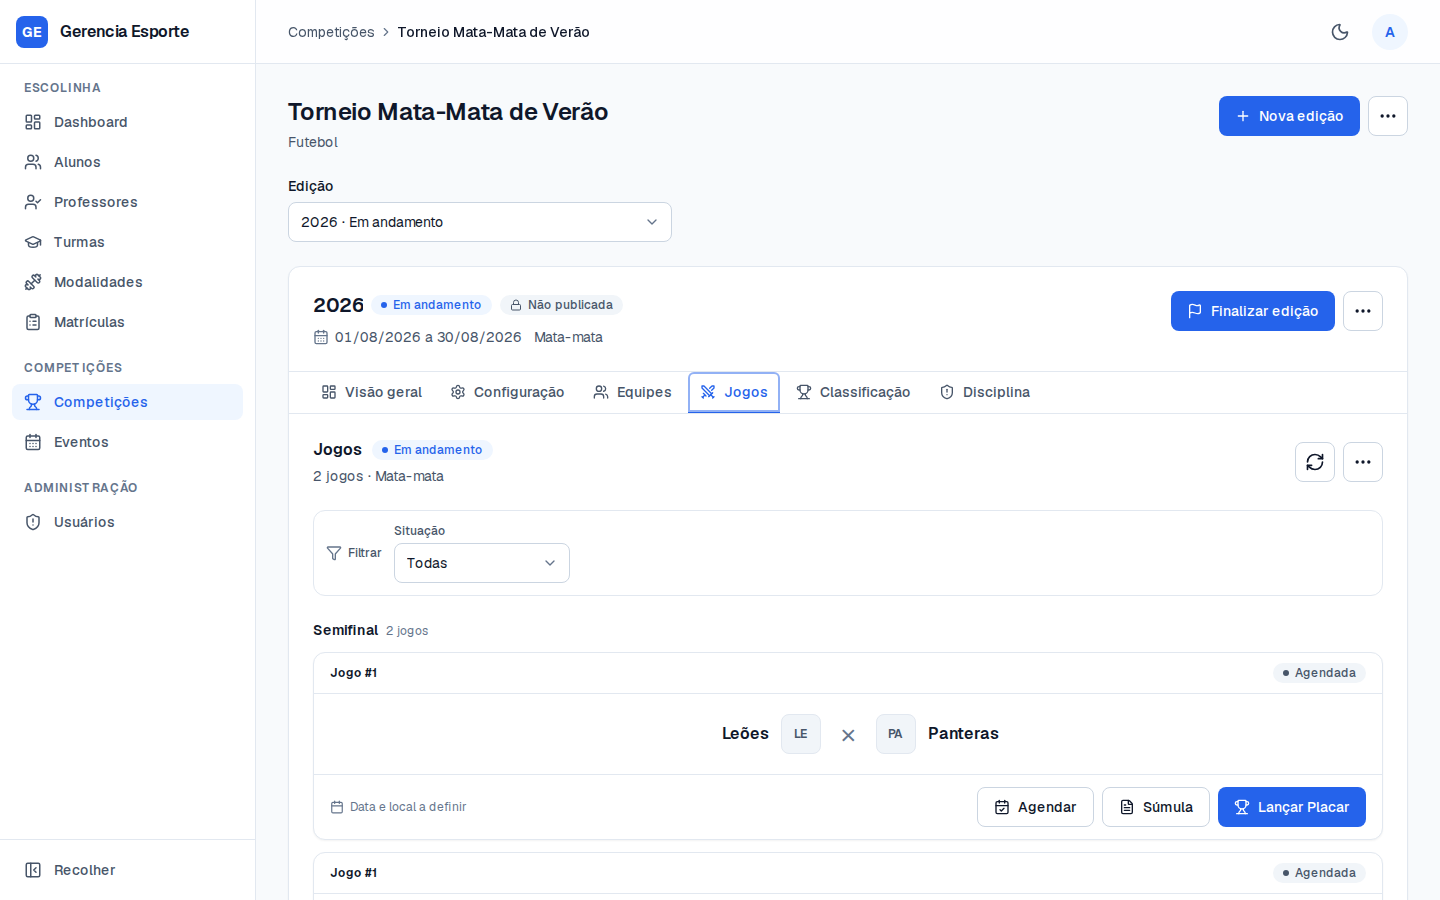 GE Gerencia Esporte
Competições > Torneio Mata-Mata de Verão
A
ESCOLINHA
Dashboard
Alunos
Professores
Turmas
Modalidades
Matrículas
COMPETIÇÕES
Competições
Eventos
ADMINISTRAÇÃO
Usuários
Recolher
Torneio Mata-Mata de Verão
Futebol
Nova edição
Edição
2026 · Em andamento
2026 Em andamento Não publicada
01/08/2026 a 30/08/2026 Mata-mata
Finalizar edição
Visão geral Configuração Equipes Jogos Classificação Disciplina
Jogos Em andamento
2 jogos · Mata-mata
Situação
Filtrar
Todas
Semifinal 2 jogos
Jogo #1 Agendada
Leões LE × PA Panteras
Data e local a definir Agendar Súmula Lançar Placar
Jogo #1 Agendada